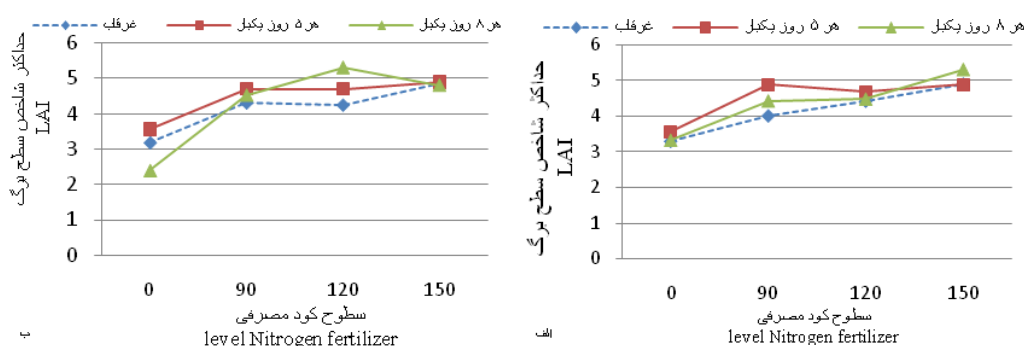 غرقاب هر ۵ روز یکبار هر ۸ روز یکبار
حداکثر شاخص سطح برگ
LAI
6
5
4
3
2
1
0
0 90 120 150
سطوح کود مصرفی
level Nitrogen fertilizer
الف
غرقاب هر ۵ روز یکبار هر ۸ روز یکبار
حداکثر شاخص سطح برگ
LAI
6
5
4
3
2
1
0
0 90 120 150
سطوح کود مصرفی
level Nitrogen fertilizer
ب